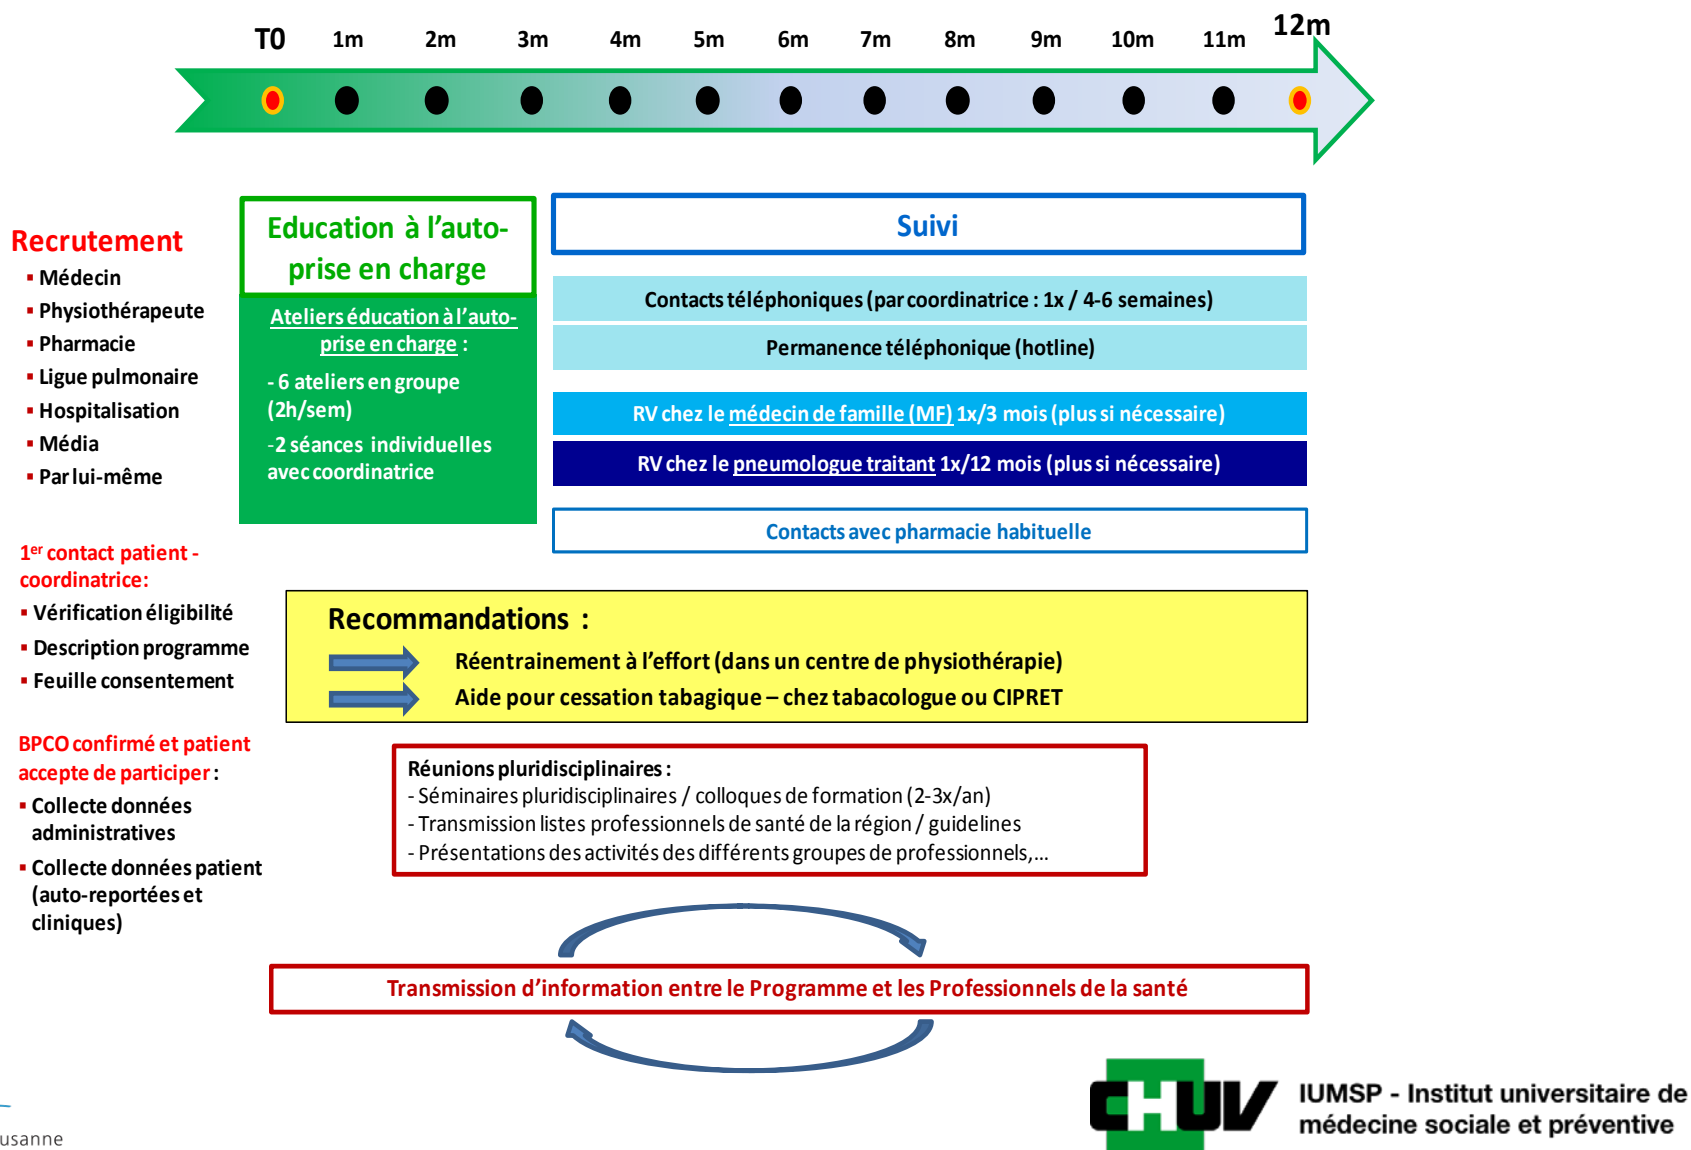 T0 1m 2m 3m 4m 5m 6m 7m 8m 9m 10m 11m 12m
Recrutement
▪ Médecin
▪ Physiothérapeute
▪ Pharmacie
▪ Ligue pulmonaire
▪ Hospitalisation
▪ Média
▪ Par lui-même
1er contact patient -
coordinatrice:
▪ Vérification éligibilité
▪ Description programme
▪ Feuille consentement
BPCO confirmé et patient
accepte de participer :
▪ Collecte données
administratives
▪ Collecte données patient
(auto-reportées et
cliniques)
Education à l'auto-
prise en charge
Ateliers éducation à l'auto-
prise en charge :
- 6 ateliers en groupe
(2h/sem)
-2 séances individuelles
avec coordinatrice
Suivi
Contacts téléphoniques (par coordinatrice : 1x / 4-6 semaines)
Permanence téléphonique (hotline)
RV chez le médecin de famille (MF) 1x/3 mois (plus si nécessaire)
RV chez le pneumologue traitant 1x/12 mois (plus si nécessaire)
Contacts avec pharmacie habituelle
Recommandations :
Réentrainement à l'effort (dans un centre de physiothérapie)
Aide pour cessation tabagique – chez tabacologue ou CIPRET
Réunions pluridisciplinaires :
- Séminaires pluridisciplinaires / colloques de formation (2-3x/an)
- Transmission listes professionnels de santé de la région / guidelines
- Présentations des activités des différents groupes de professionnels,...
Transmission d'information entre le Programme et les Professionnels de la santé
usanne
CHUV
IUMSP - Institut universitaire de
médecine sociale et préventive